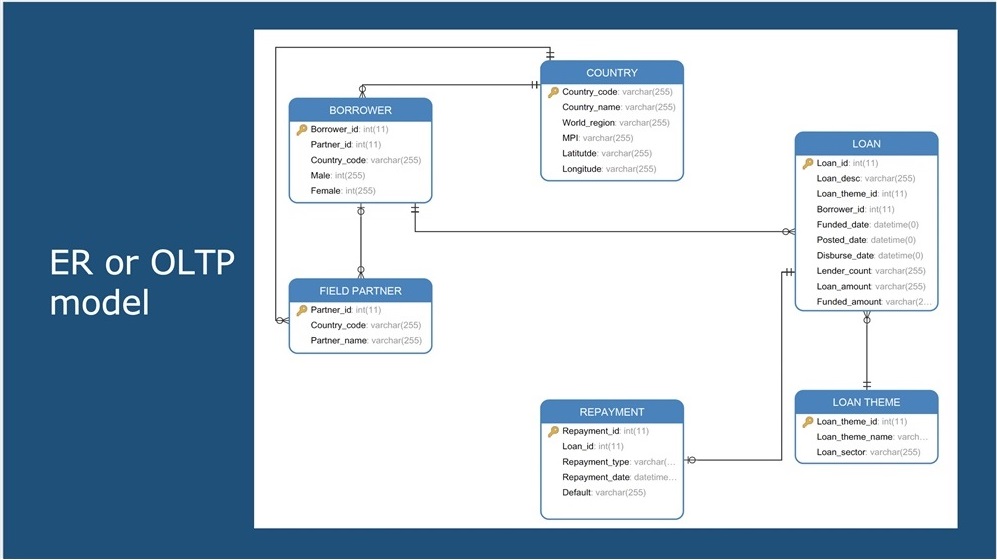 ER or OLTP
model
COUNTRY
Country_code: varchar(255)
Country_name: varchar(255)
World_region: varchar(255)
MPI: varchar(255)
Latitutde: varchar(255)
Longitude: varchar(255)
BORROWER
Borrower_id: int(11)
Partner_id: int(11)
Country_code: varchar(255)
Male: int(255)
Female: int(255)
LOAN
Loan_id: int(11)
Loan_desc: varchar(255)
Loan_theme_id: int(11)
Borrower_id: int(11)
Funded_date: datetime(0)
Posted_date: datetime(0)
Disburse_date: datetime(0)
Lender_count: varchar(255)
Loan_amount: varchar(255)
Funded_amount: varchar(2...
FIELD PARTNER
Partner_id: int(11)
Country_code: varchar(255)
Partner_name: varchar(255)
REPAYMENT
Repayment_id: int(11)
Loan_id: int(11)
Repayment_type: varchar(...
Repayment_date: datetime...
Default: varchar(255)
LOAN THEME
Loan_theme_id: int(11)
Loan_theme_name: varch...
Loan_sector: varchar(255)